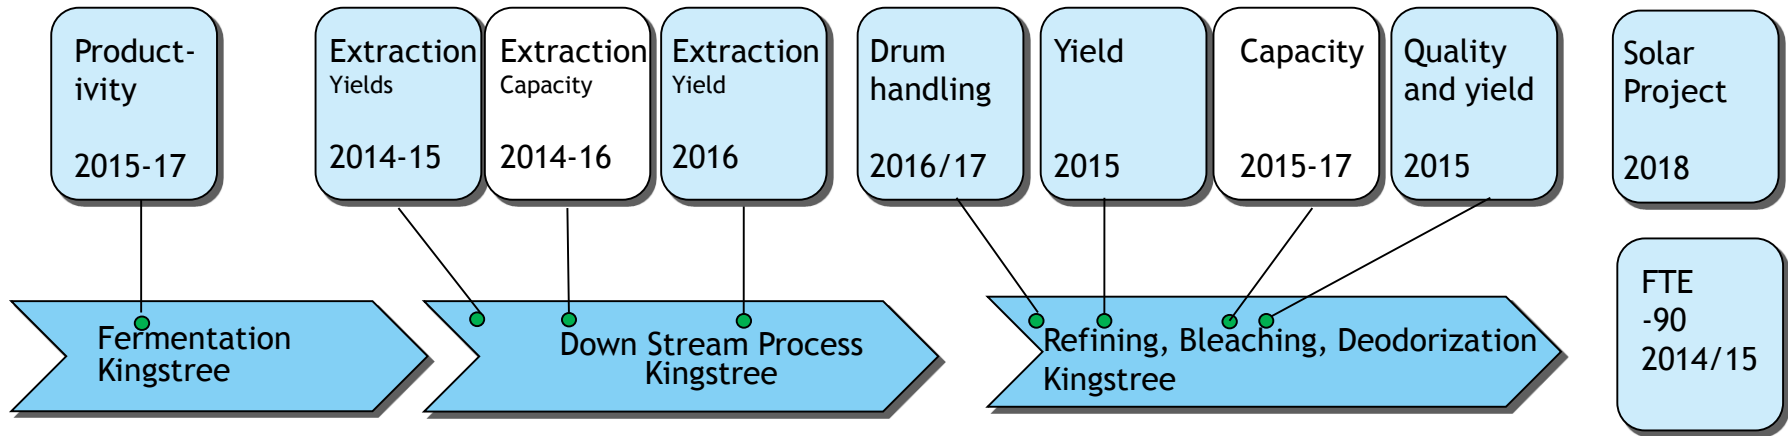 Product-
ivity
2015-17
Extraction
Yields
2014-15
Extraction
Capacity
2014-16
Extraction
Yield
2016
Drum
handling
2016/17
Yield
2015
Capacity
2015-17
Quality
and yield
2015
Solar
Project
2018
FTE
-90
2014/15
Fermentation
Kingstree
Down Stream Process
Kingstree
Refining, Bleaching, Deodorization
Kingstree